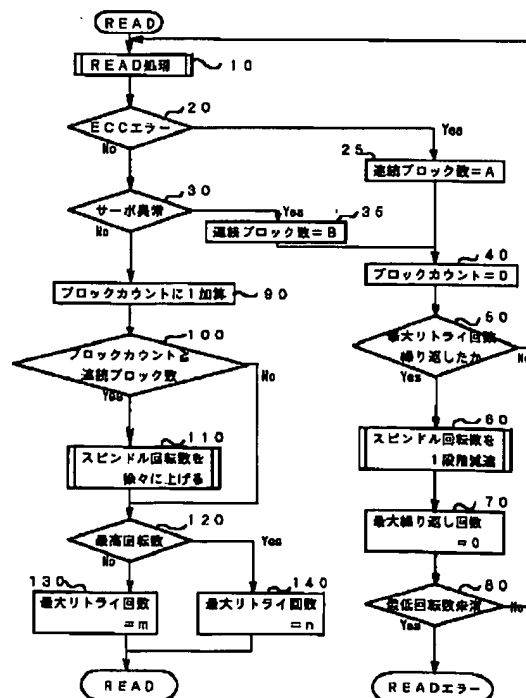 READ
READ処理
10
20
ECCエラー
Yes
No
25
連続ブロック数=A
30
サーボ異常
Yes
35
No
連続ブロック数=B
40
ブロックカウント=0
ブロックカウントに1加算
90
50
最大リトライ回数
繰り返したか
No
Yes
100
ブロックカウント≧
連続ブロック数
No
Yes
60
スピンドル回転数を
1段階減速
110
スピンドル回転数を
徐々に上げる
70
最大繰り返し回数
=0
120
最高回転数
Yes
No
80
最低回転数未満
No
Yes
130
最大リトライ回数
=m
140
最大リトライ回数
=n
READ
READエラー